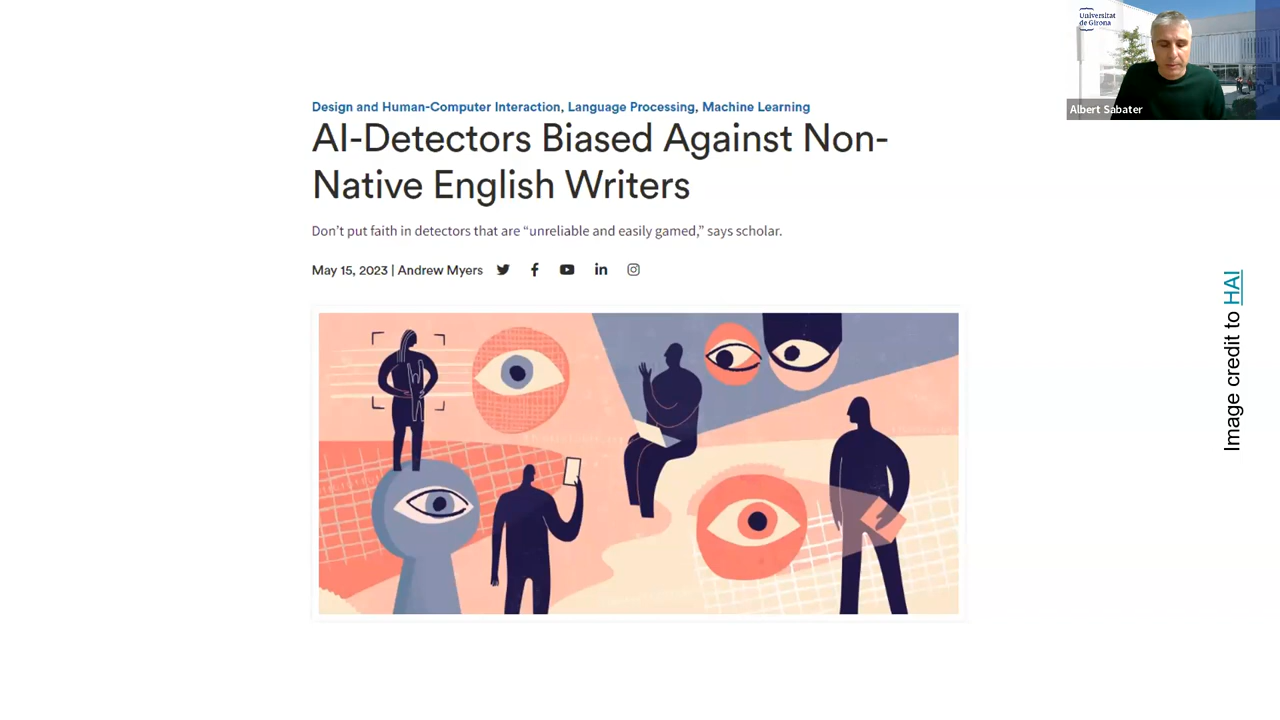 Design and Human-Computer Interaction, Language Processing, Machine Learning
AI-Detectors Biased Against Non-
Native English Writers
Don’t put faith in detectors that are “unreliable and easily gamed,” says scholar.
May 15, 2023 | Andrew Myers
Universitat
de Girona
Albert Sabater
Image credit to HAI